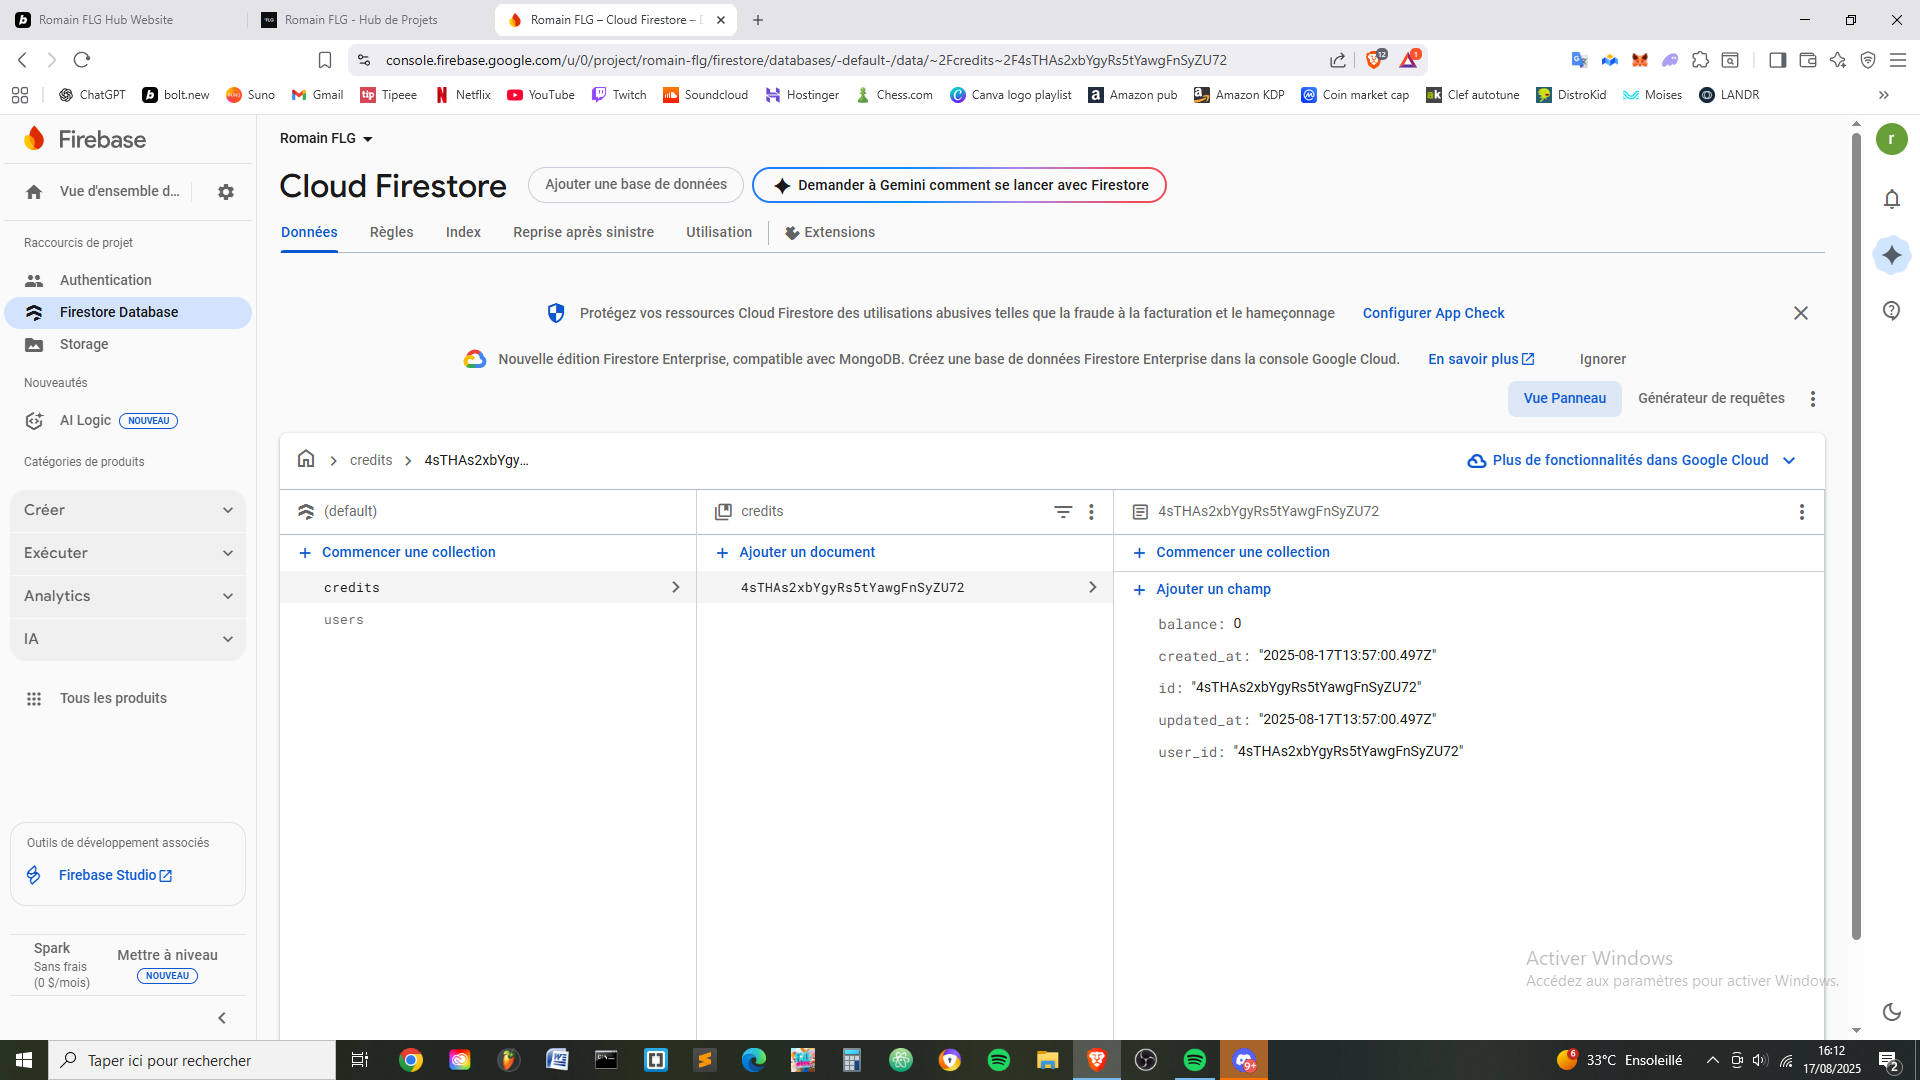 Romain FLG Hub Website
Romain FLG - Hub de Projets
Romain FLG – Cloud Firestore –
console.firebase.google.com/u/0/project/romain-flg/firestore/databases/-default-/data/~2Fcredits~2F4sTHAs2xbYgyRs5tYawgFnSyZU72
12
1
ChatGPT
bolt.new
Suno
Gmail
Tipeee
Netflix
YouTube
Twitch
Soundcloud
Hostinger
Chess.com
Canva logo playlist
Amazon pub
Amazon KDP
Coin market cap
Clef autotune
DistroKid
Moises
LANDR
Firebase
Romain FLG
r
Cloud Firestore
Ajouter une base de données
Demander à Gemini comment se lancer avec Firestore
Vue d'ensemble d...
Données
Règles
Index
Reprise après sinistre
Utilisation
Extensions
Raccourcis de projet
Authentication
Firestore Database
Storage
Nouveautés
AI Logic
NOUVEAU
Catégories de produits
Créer
Exécuter
Analytics
IA
Tous les produits
Outils de développement associés
Firebase Studio
Spark
Sans frais
(0 $/mois)
Mettre à niveau
NOUVEAU
Protégez vos ressources Cloud Firestore des utilisations abusives telles que la fraude à la facturation et le hameçonnage
Configurer App Check
Nouvelle édition Firestore Enterprise, compatible avec MongoDB. Créez une base de données Firestore Enterprise dans la console Google Cloud.
En savoir plus
Ignorer
Vue Panneau
Générateur de requêtes
credits
4sTHAs2xbYgy...
Plus de fonctionnalités dans Google Cloud
(default)
Commencer une collection
credits
users
credits
Ajouter un document
4sTHAs2xbYgyRs5tYawgFnSyZU72
4sTHAs2xbYgyRs5tYawgFnSyZU72
Commencer une collection
Ajouter un champ
balance: 0
created_at: "2025-08-17T13:57:00.497Z"
id: "4sTHAs2xbYgyRs5tYawgFnSyZU72"
updated_at: "2025-08-17T13:57:00.497Z"
user_id: "4sTHAs2xbYgyRs5tYawgFnSyZU72"
Activer Windows
Accédez aux paramètres pour activer Windows.
Taper ici pour rechercher
9+
6
33°C Ensoleillé
16:12
17/08/2025
2